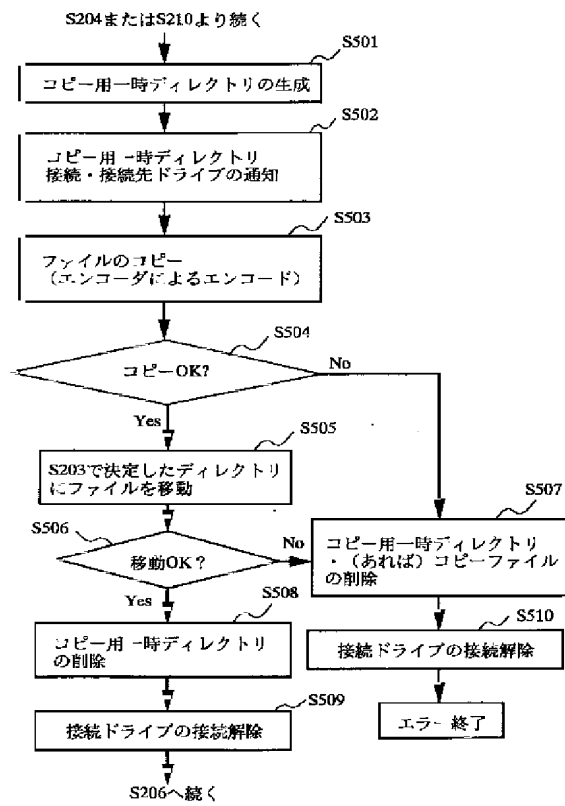 S204またはS210より続く
S501
コピー用一時ディレクトリの生成
S502
コピー用一時ディレクトリ
接続・接続先ドライブの通知
S503
ファイルのコピー
（エンコーダによるエンコード）
S504
コピーOK?
No
Yes
S505
S203で決定したディレクトリ
にファイルを移動
S506
移動OK？
No
Yes
S507
コピー用一時ディレクトリ
・（あれば）コピーファイル
の削除
S508
コピー用一時ディレクトリ
の削除
S510
接続ドライブの接続解除
S509
接続ドライブの接続解除
エラー終了
S206へ続く